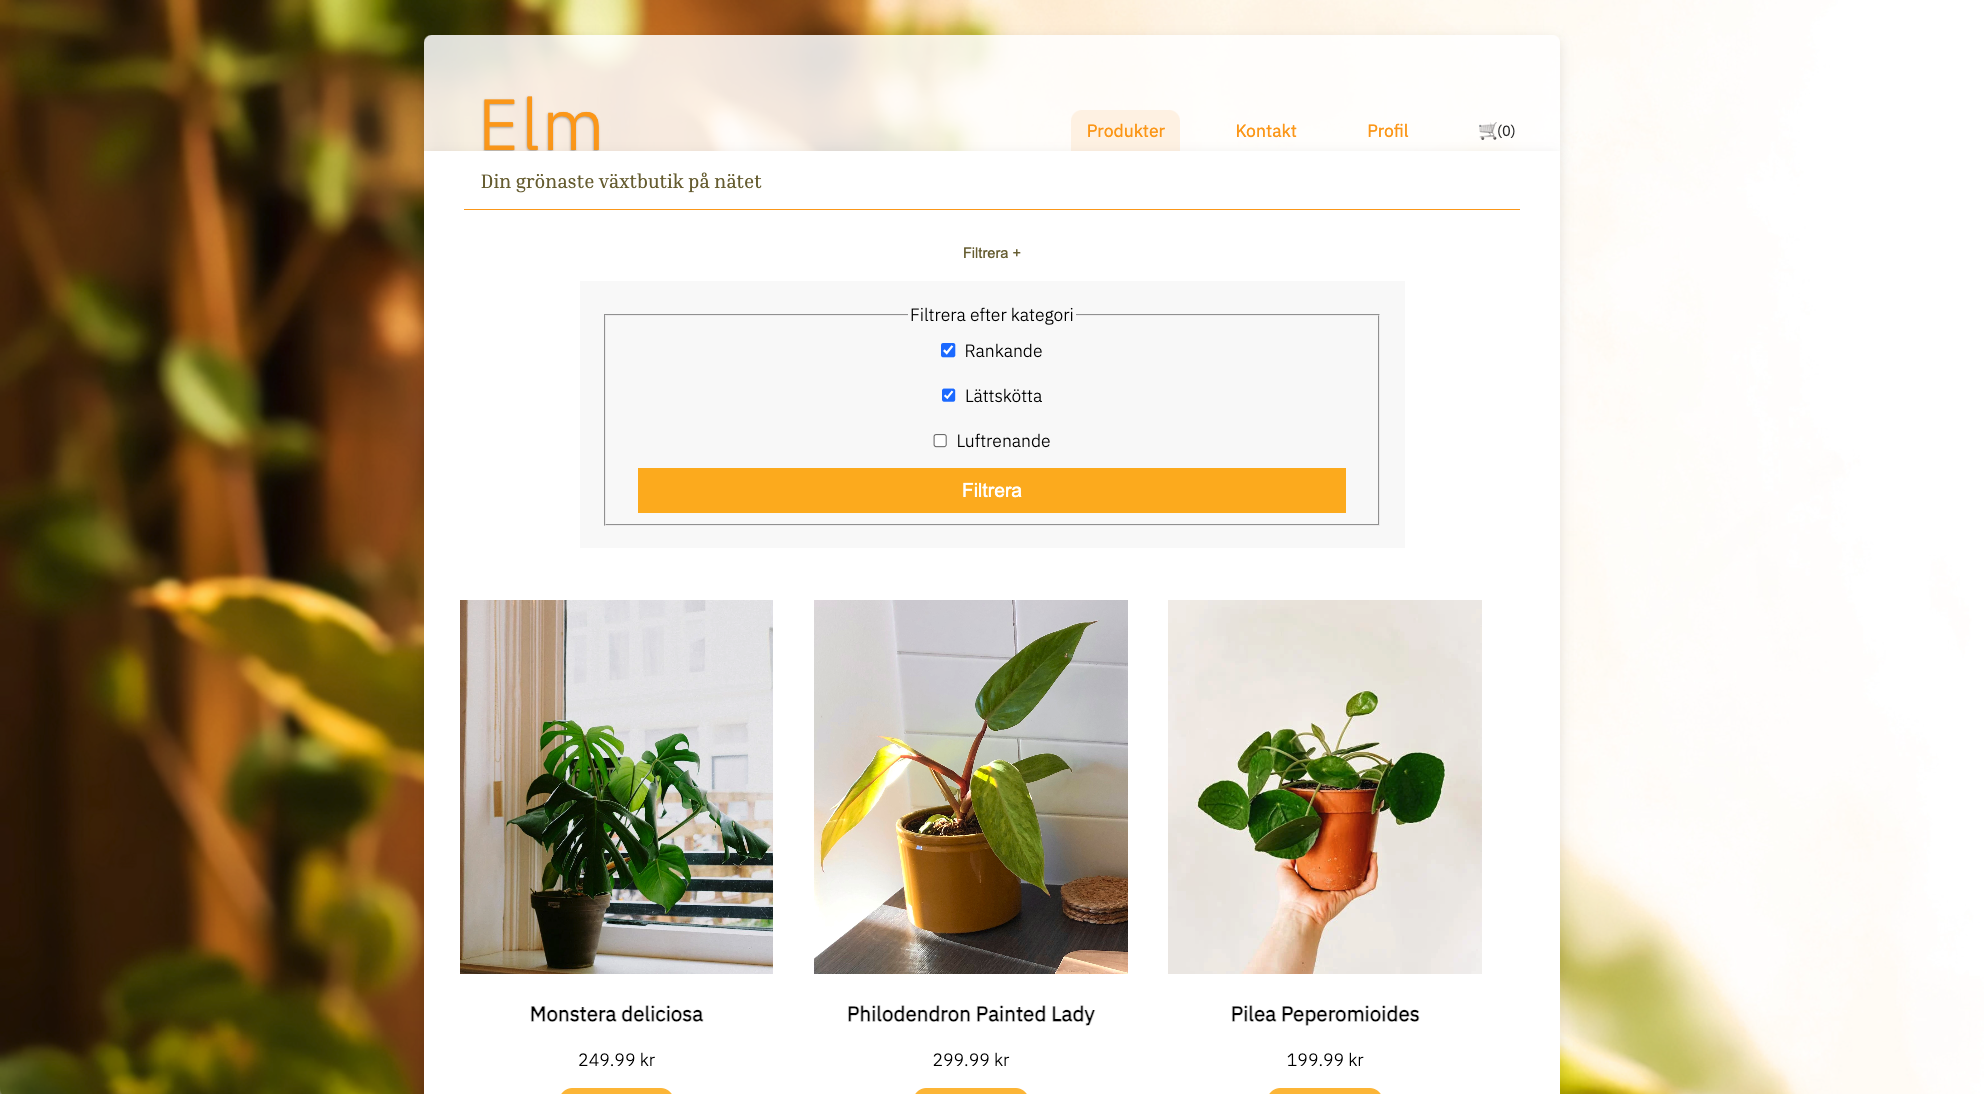 Elm
Produkter
Kontakt
Profil
(0)
Din grönaste växtbutik på nätet
Filtrera +
Filtrera efter kategori
Rankande
Lättskötta
Luftrenande
Filtrera
Monstera deliciosa
Philodendron Painted Lady
Pilea Peperomioides
249.99 kr
299.99 kr
199.99 kr